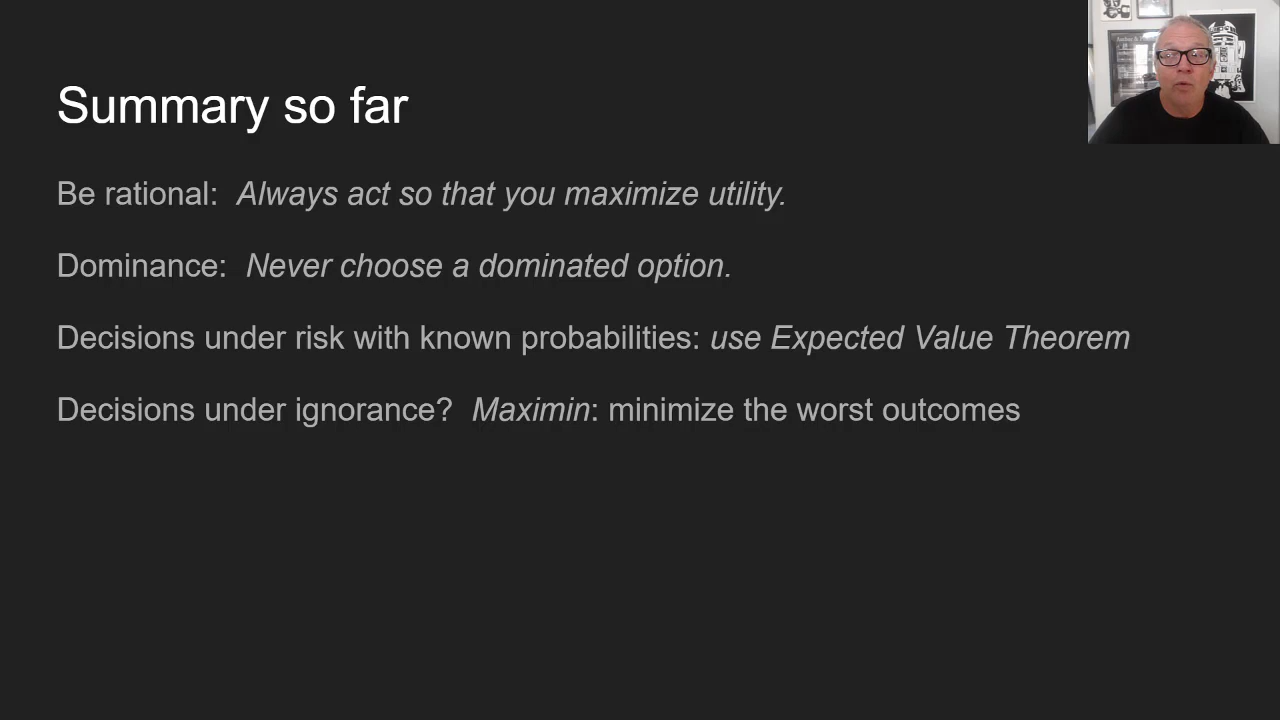 Summary so far
Be rational: Always act so that you maximize utility.
Dominance: Never choose a dominated option.
Decisions under risk with known probabilities: use Expected Value Theorem
Decisions under ignorance? Maximin: minimize the worst outcomes